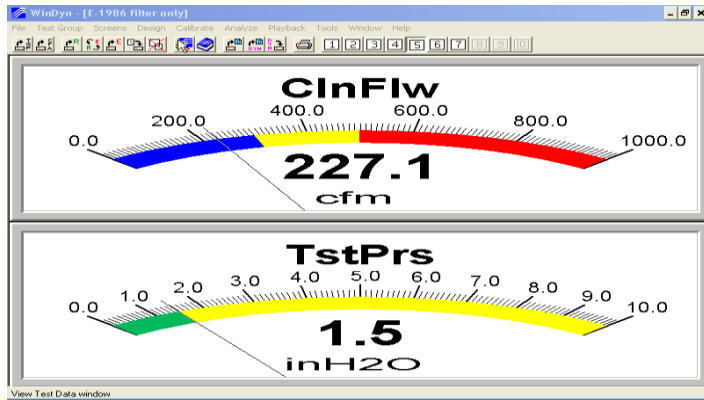 WinDyn - [E-1986 filter only]
File Test Group Screens Design Calibrate Analyze Playback Tools Window Help
1 2 3 4 5 6 7 8 9 10
ClnFlw
0.0 200.0 400.0 600.0 800.0 1000.0
227.1
cfm
TstPrs
0.0 1.0 2.0 3.0 4.0 5.0 6.0 7.0 8.0 9.0 10.0
1.5
inH2O
View Test Data window